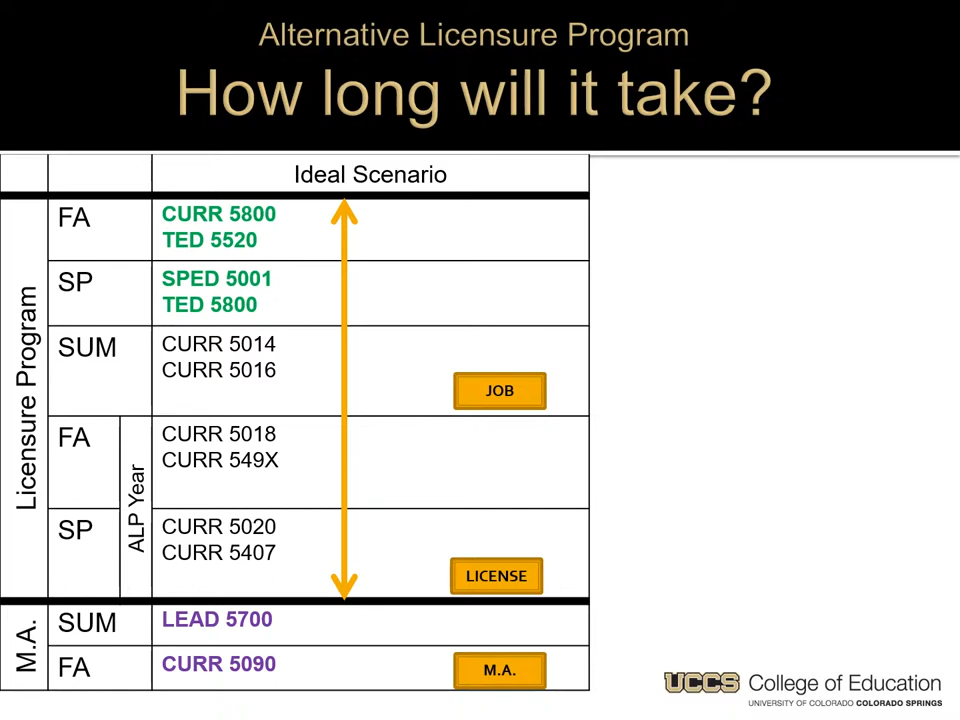 Alternative Licensure Program
How long will it take?
Ideal Scenario
Licensure Program
FA
CURR 5800
TED 5520
SP
SPED 5001
TED 5800
SUM
CURR 5014
CURR 5016
JOB
ALP Year
FA
CURR 5018
CURR 549X
SP
CURR 5020
CURR 5407
LICENSE
M.A.
SUM
LEAD 5700
FA
CURR 5090
M.A.
UCCS College of Education
UNIVERSITY OF COLORADO COLORADO SPRINGS